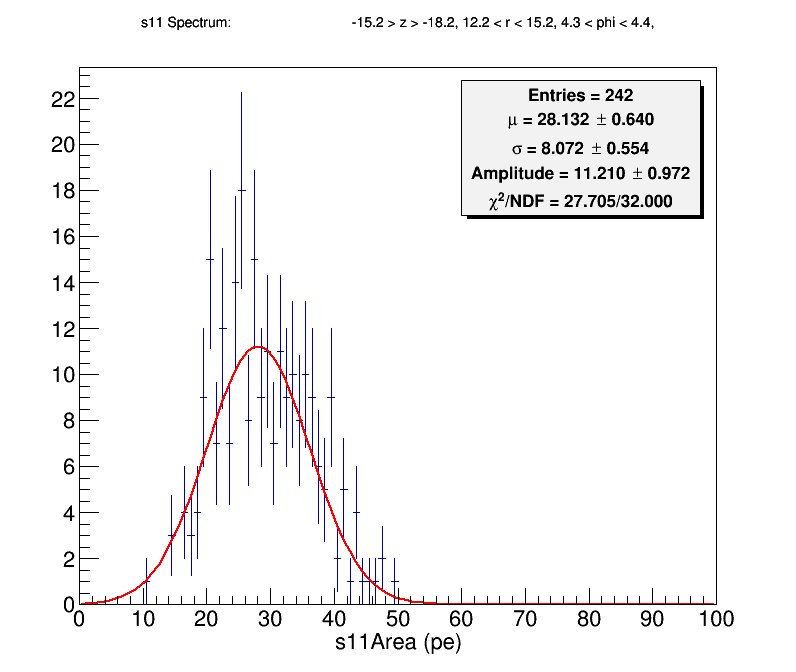 s11 Spectrum: -15.2 > z > -18.2, 12.2 < r < 15.2, 4.3 < phi < 4.4,
Entries = 242
μ = 28.132 ± 0.640
σ = 8.072 ± 0.554
Amplitude = 11.210 ± 0.972
χ²/NDF = 27.705/32.000
22
20
18
16
14
12
10
8
6
4
2
0
0 10 20 30 40 50 60 70 80 90 100
s11Area (pe)